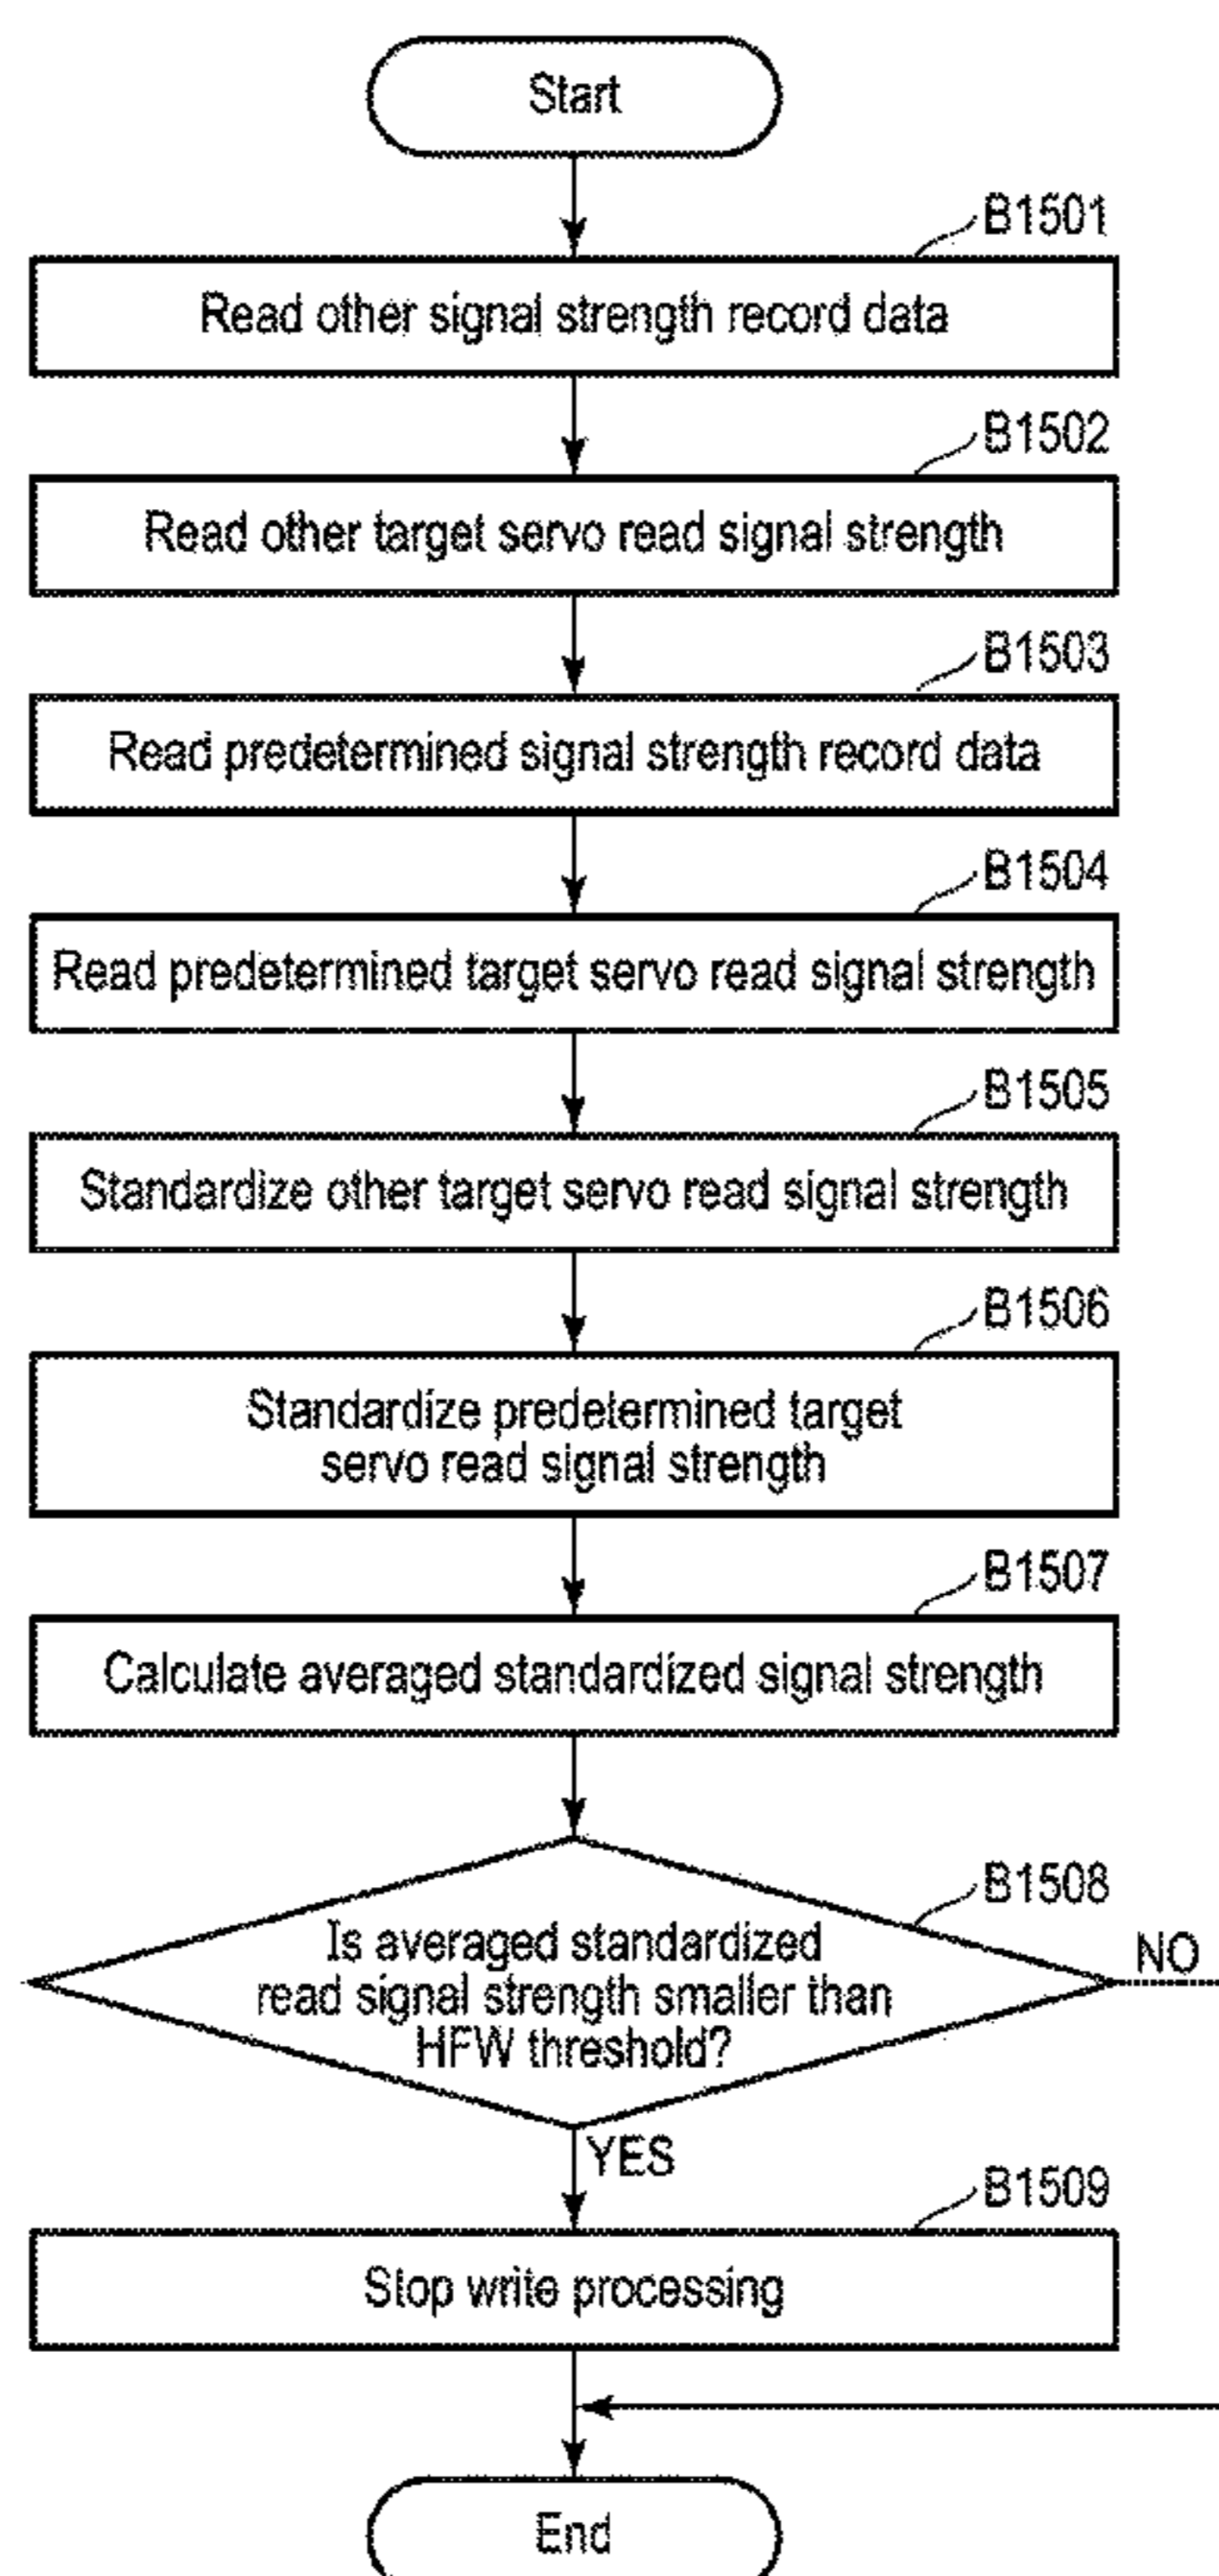 Start
B1501
Read other signal strength record data
B1502
Read other target servo read signal strength
B1503
Read predetermined signal strength record data
B1504
Read predetermined target servo read signal strength
B1505
Standardize other target servo read signal strength
B1506
Standardize predetermined target
servo read signal strength
B1507
Calculate averaged standardized signal strength
B1508
Is averaged standardized
read signal strength smaller than
HFW threshold?
NO
YES
B1509
Stop write processing
End